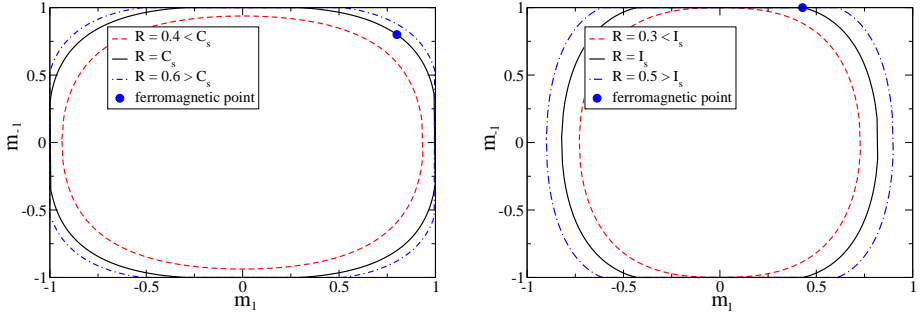 1
0.5
0
-0.5
-1
-1
-0.5
0
0.5
1
m_1
m_-1
R = 0.4 < C_s
R = C_s
R = 0.6 > C_s
ferromagnetic point
1
0.5
0
-0.5
-1
-1
-0.5
0
0.5
1
m_1
m_-1
R = 0.3 < I_s
R = I_s
R = 0.5 > I_s
ferromagnetic point